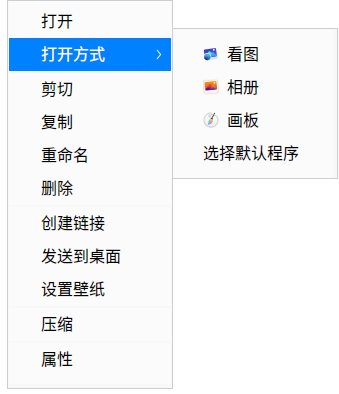 打开
打开方式
剪切
复制
重命名
删除
创建链接
发送到桌面
设置壁纸
压缩
属性
看图
相册
画板
选择默认程序